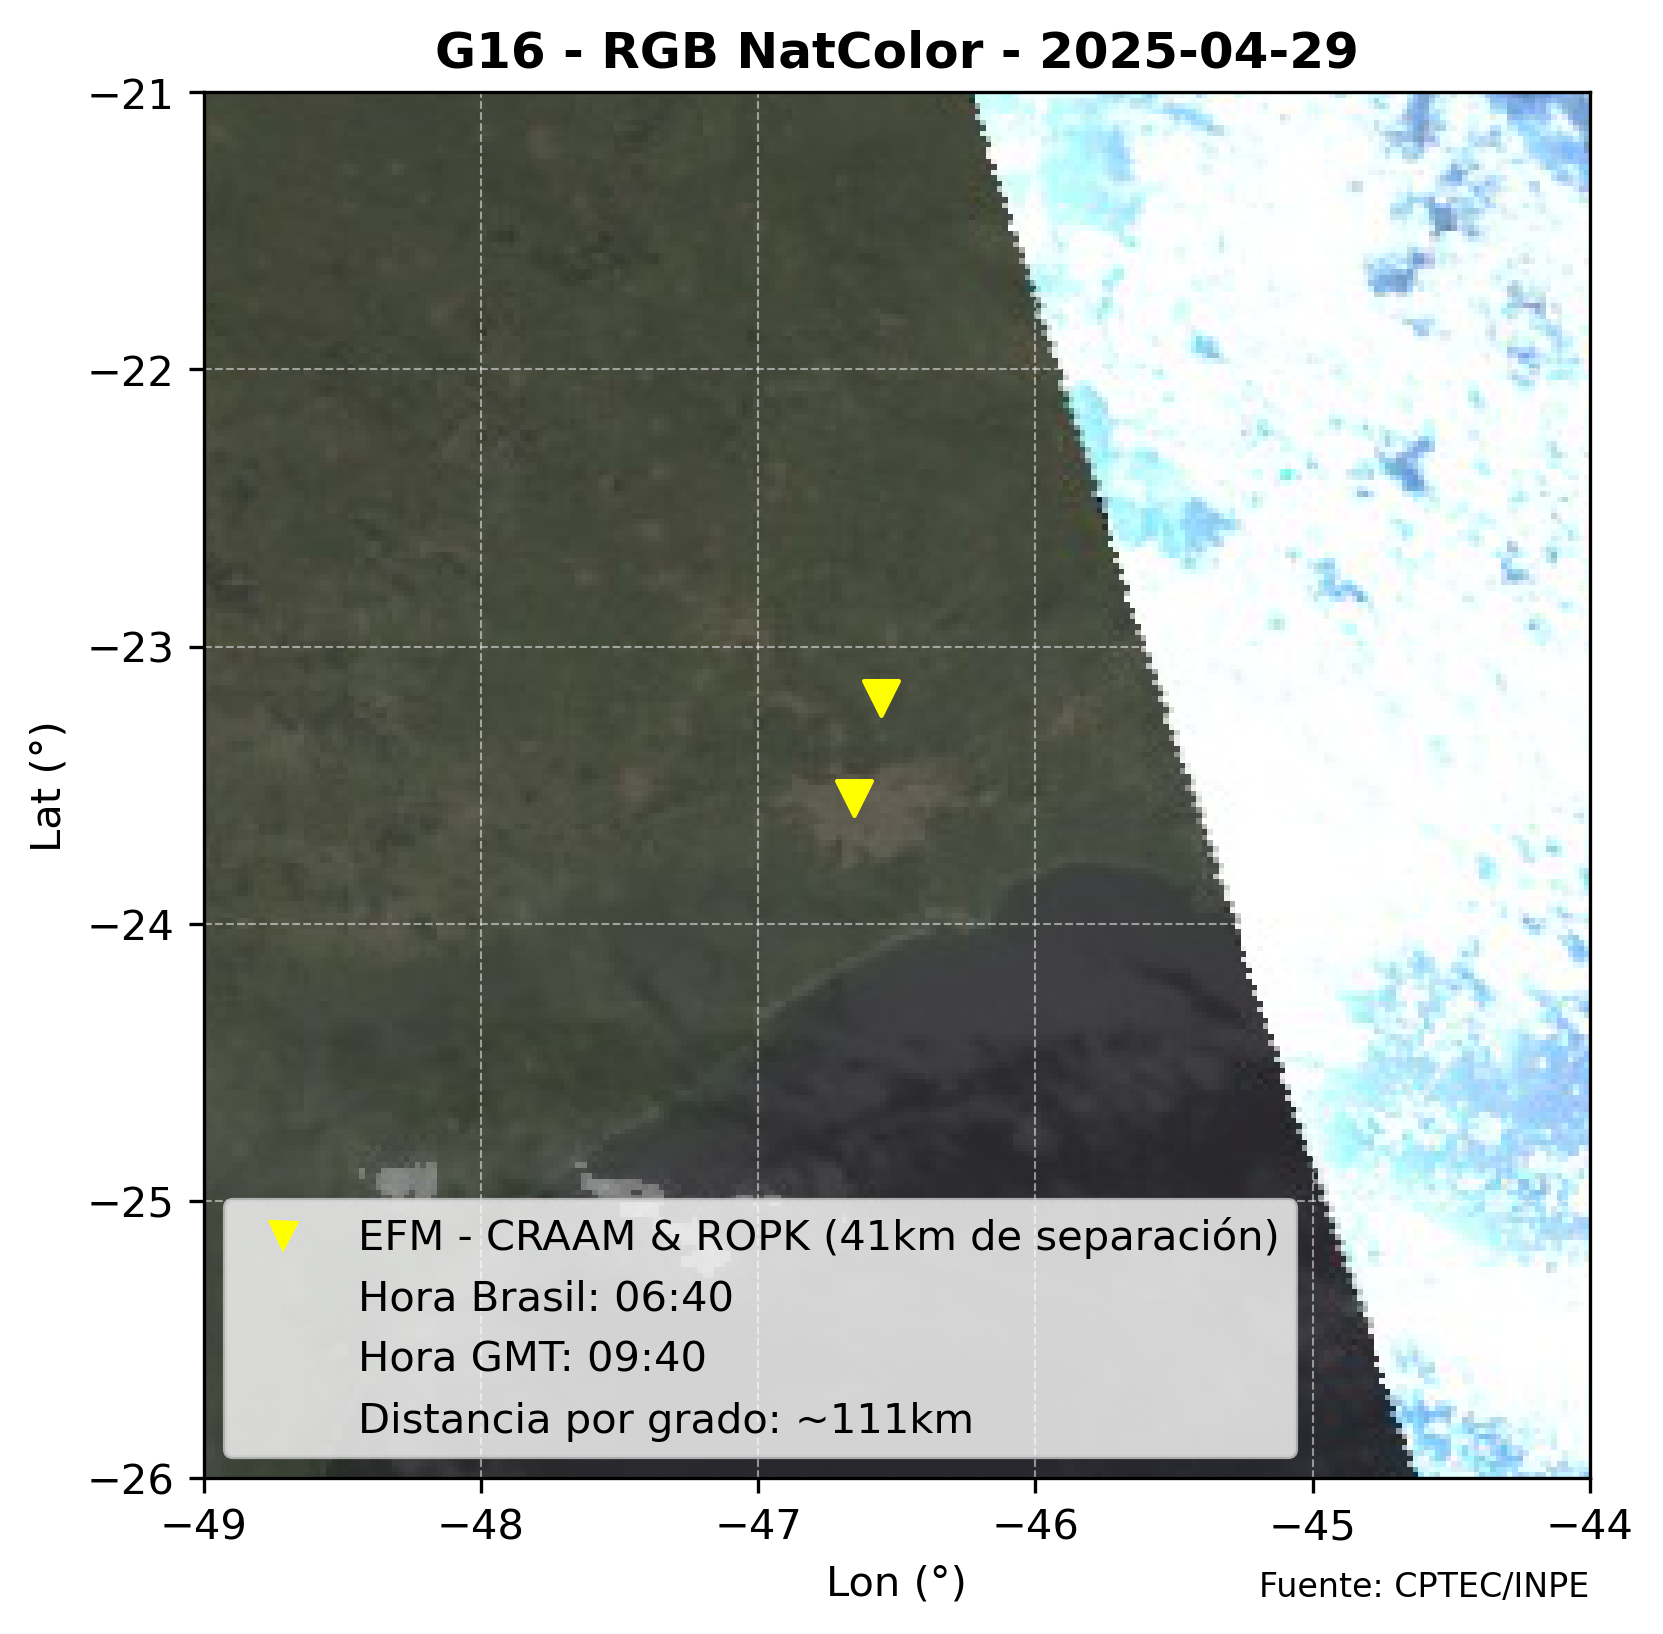 G16 - RGB NatColor - 2025-04-29
−21
−22
−23
−24
−25
−26
Lat (°)
EFM - CRAAM & ROPK (41km de separación)
Hora Brasil: 06:40
Hora GMT: 09:40
Distancia por grado: ~111km
−49 −48 −47 −46 −45 −44
Lon (°)
Fuente: CPTEC/INPE